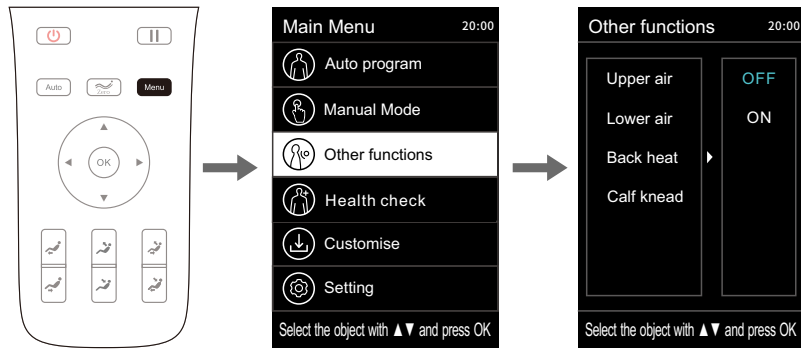 Auto
Zero
Menu
OK
Main Menu 20:00
Auto program
Manual Mode
Other functions
Health check
Customise
Setting
Select the object with ▲▼ and press OK
Other functions 20:00
Upper air OFF
Lower air ON
Back heat
Calf knead
Select the object with ▲▼ and press OK